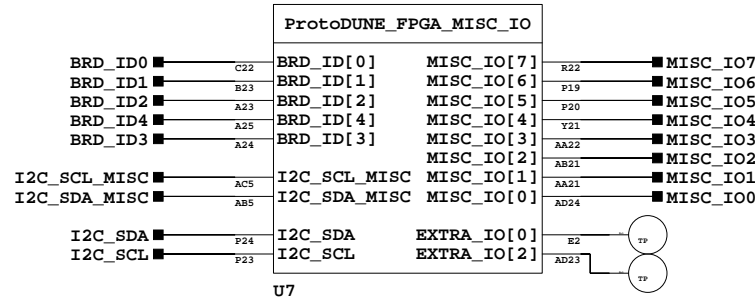 ProtoDUNE_FPGA_MISC_IO
BRD_ID0 C22 BRD_ID[0] MISC_IO[7] R22 MISC_IO7
BRD_ID1 B23 BRD_ID[1] MISC_IO[6] P19 MISC_IO6
BRD_ID2 A23 BRD_ID[2] MISC_IO[5] P20 MISC_IO5
BRD_ID4 A25 BRD_ID[4] MISC_IO[4] Y21 MISC_IO4
BRD_ID3 A24 BRD_ID[3] MISC_IO[3] AA22 MISC_IO3
MISC_IO[2] AB21 MISC_IO2
I2C_SCL_MISC AC5 I2C_SCL_MISC MISC_IO[1] AA21 MISC_IO1
I2C_SDA_MISC AB5 I2C_SDA_MISC MISC_IO[0] AD24 MISC_IO0
I2C_SDA P24 I2C_SDA EXTRA_IO[0] E2 TP
I2C_SCL P23 I2C_SCL EXTRA_IO[2] AD23 TP
U7